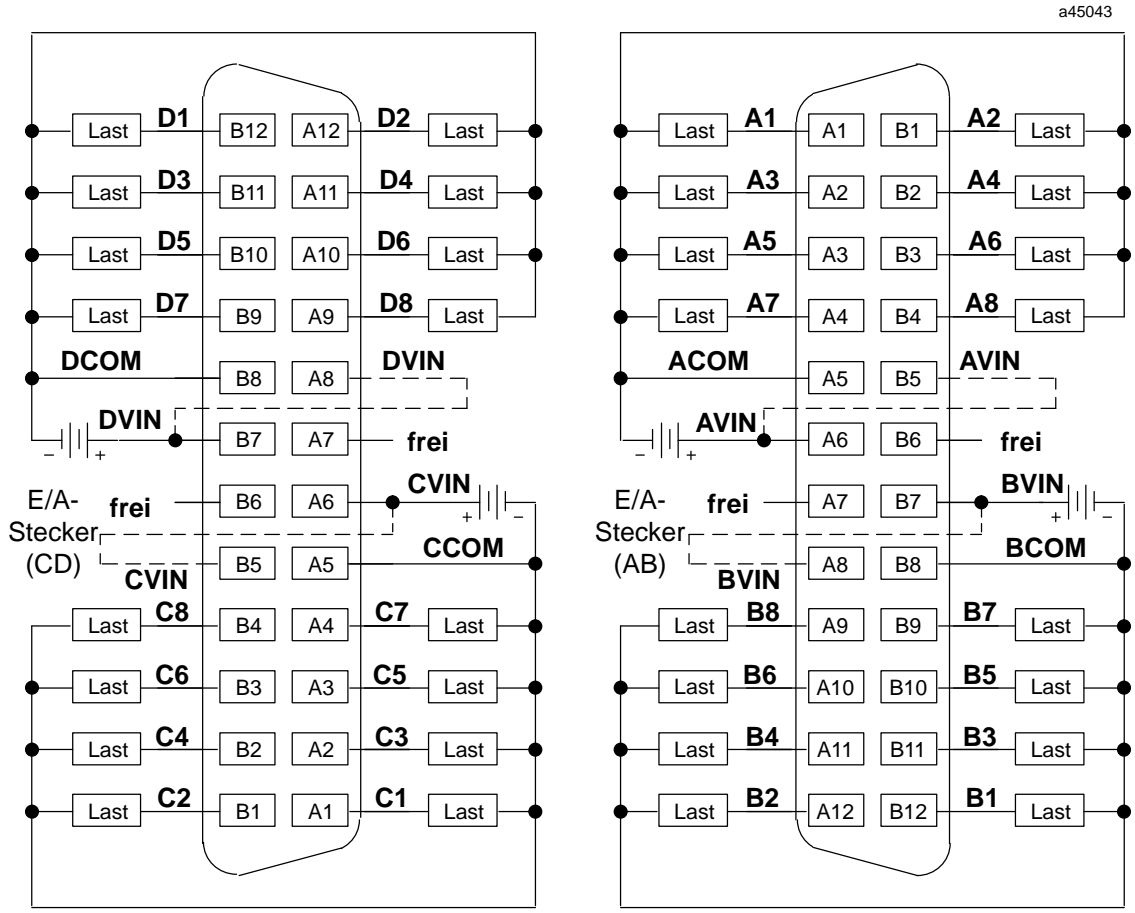 a45043
Last D1 B12 A12 D2 Last
Last D3 B11 A11 D4 Last
Last D5 B10 A10 D6 Last
Last D7 B9 A9 D8 Last
DCOM B8 A8 DVIN
DVIN B7 A7 frei
− +
E/A-
Stecker
(CD)
frei B6 A6 CVIN
+ −
CVIN B5 A5 CCOM
Last C8 B4 A4 C7 Last
Last C6 B3 A3 C5 Last
Last C4 B2 A2 C3 Last
Last C2 B1 A1 C1 Last
Last A1 A1 B1 A2 Last
Last A3 A2 B2 A4 Last
Last A5 A3 B3 A6 Last
Last A7 A4 B4 A8 Last
ACOM A5 B5 AVIN
AVIN A6 B6 frei
− +
E/A-
Stecker
(AB)
frei A7 B7 BVIN
+ −
BVIN A8 B8 BCOM
Last B8 A9 B9 B7 Last
Last B6 A10 B10 B5 Last
Last B4 A11 B11 B3 Last
Last B2 A12 B12 B1 Last